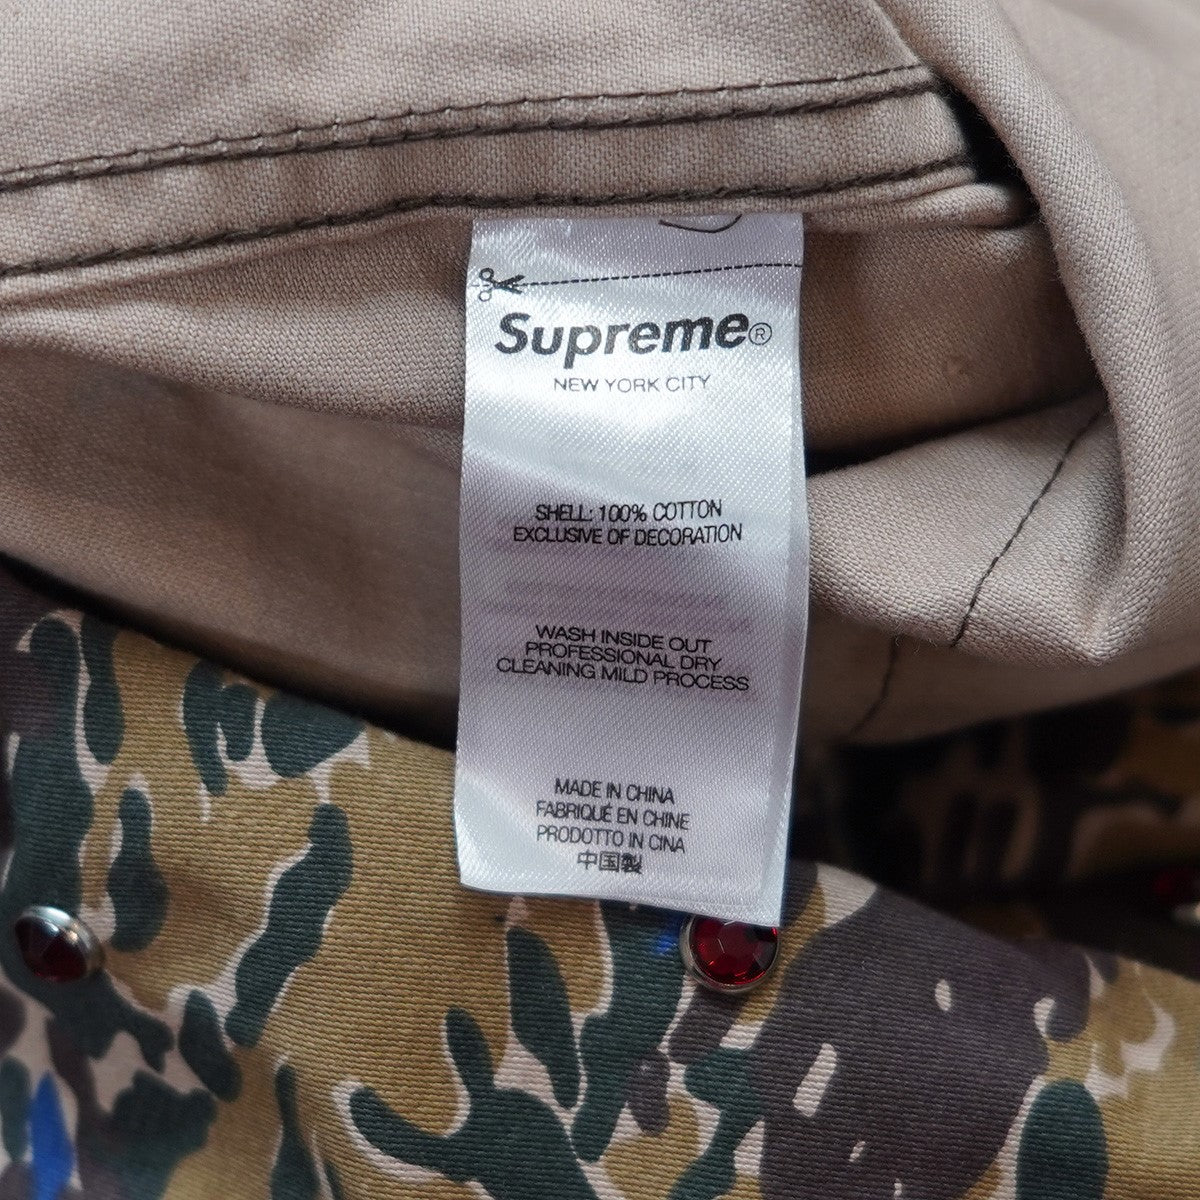 Supreme®
NEW YORK CITY
SHELL: 100% COTTON
EXCLUSIVE OF DECORATION
WASH INSIDE OUT
PROFESSIONAL DRY
CLEANING MILD PROCESS
MADE IN CHINA
FABRIQUÉ EN CHINE
PRODOTTO IN CINA
中国製